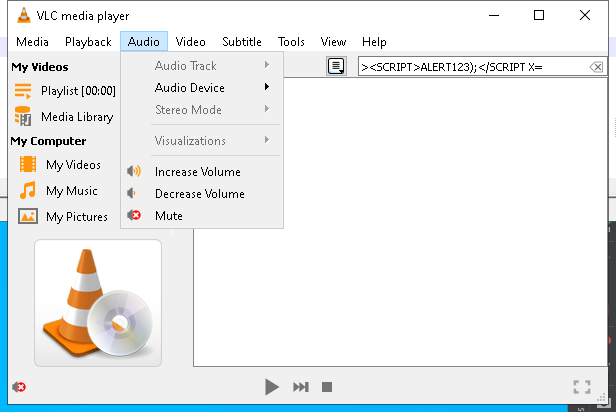 VLC media player
Media Playback Audio Video Subtitle Tools View Help
My Videos
Playlist [00:00]
Media Library
My Computer
My Videos
My Music
My Pictures
Audio Track
Audio Device
Stereo Mode
Visualizations
Increase Volume
Decrease Volume
Mute
><SCRIPT>ALERT123);</SCRIPT X=